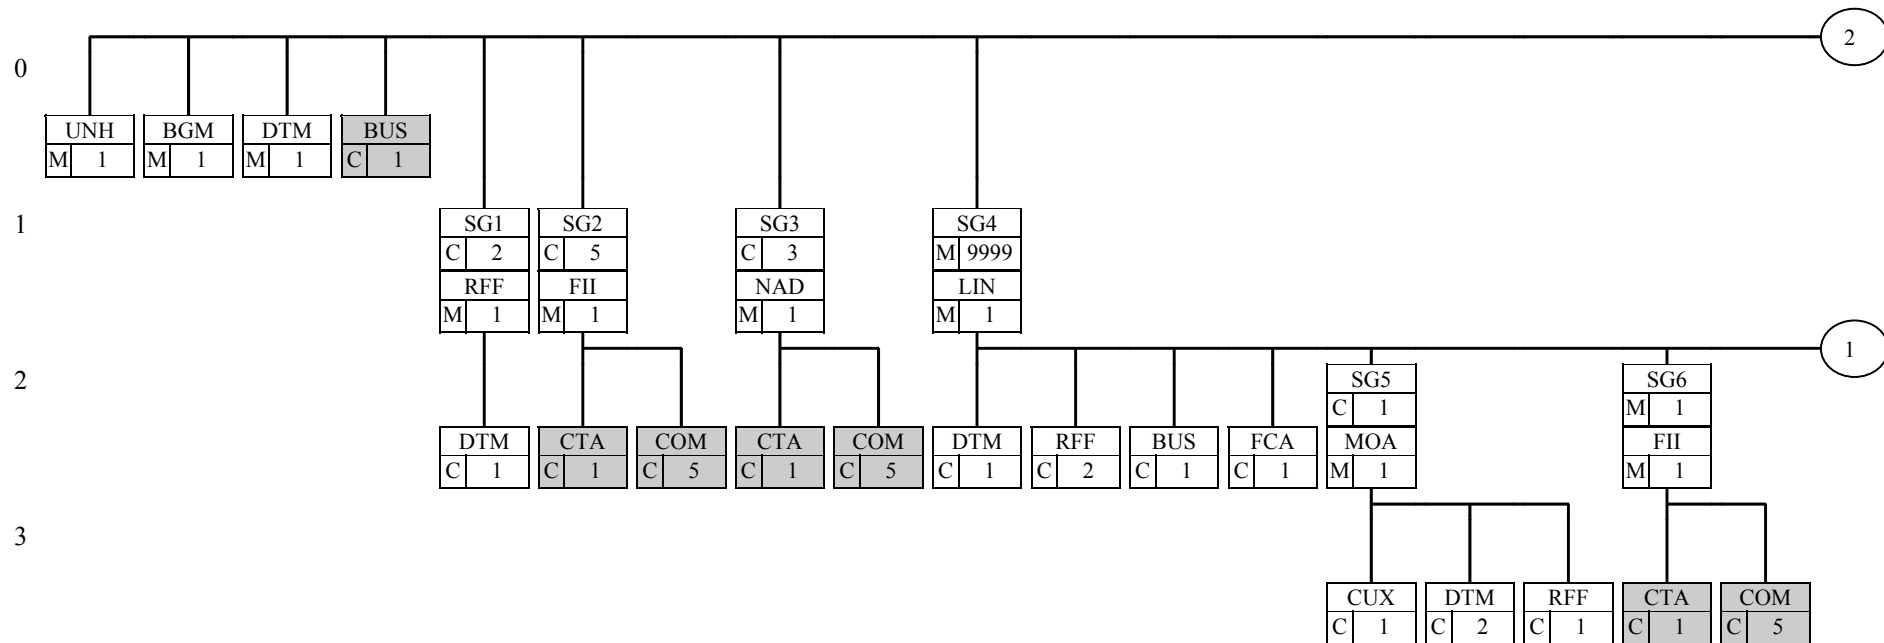 2
0
UNH BGM DTM BUS
M 1 M 1 M 1 C 1
1 SG1 SG2 SG3 SG4
C 2 C 5 C 3 M 9999
RFF FII NAD LIN
M 1 M 1 M 1 M 1
1
2 SG5 SG6
C 1 M 1
DTM CTA COM CTA COM DTM RFF BUS FCA MOA FII
C 1 C 1 C 5 C 1 C 5 C 1 C 2 C 1 C 1 M 1 M 1
3
CUX DTM RFF CTA COM
C 1 C 2 C 1 C 1 C 5